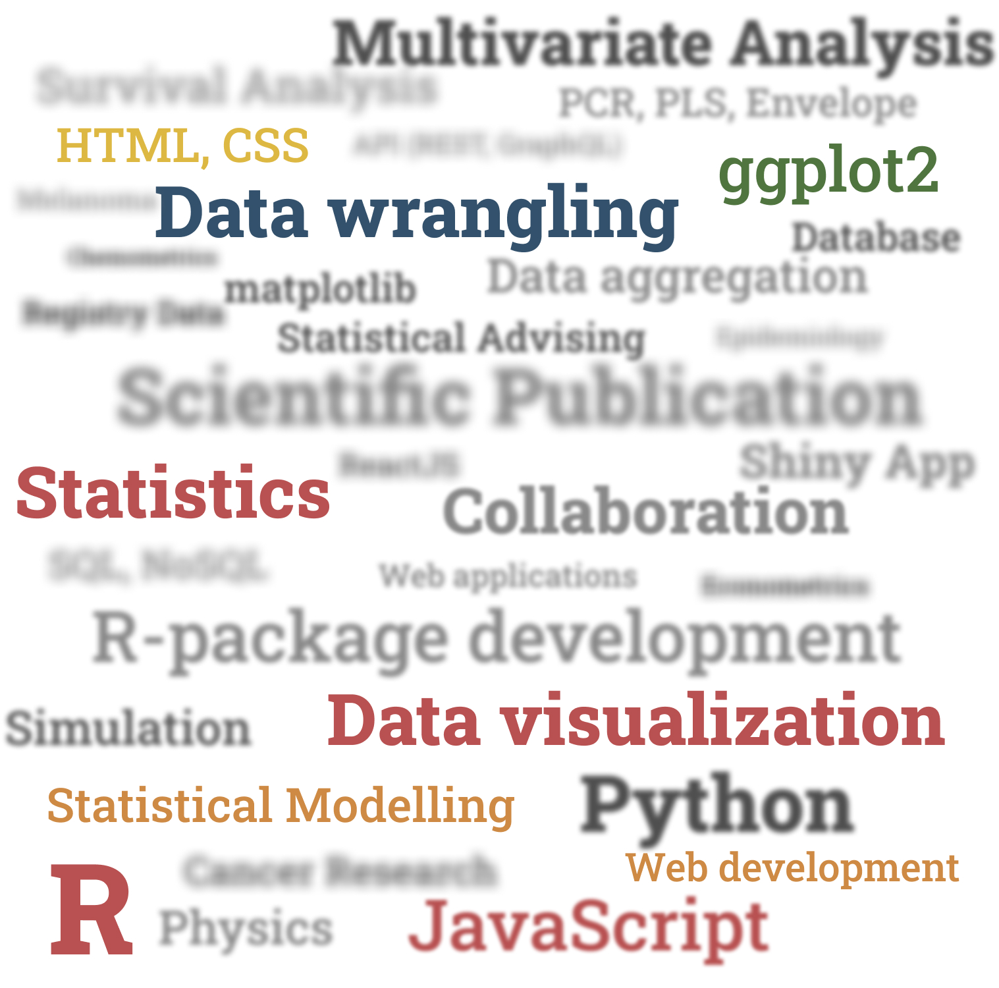 Multivariate Analysis
Survival Analysis
PCR, PLS, Envelope
HTML, CSS
API (REST, GraphQL)
ggplot2
Melanoma
Data wrangling
Database
Chemometrics
Data aggregation
matplotlib
Registry Data
Statistical Advising
Epidemiology
Scientific Publication
ReactJS
Shiny App
Statistics
Collaboration
SQL, NoSQL
Web applications
Econometrics
R-package development
Simulation
Data visualization
Statistical Modelling
Python
Cancer Research
Web development
R
Physics
JavaScript